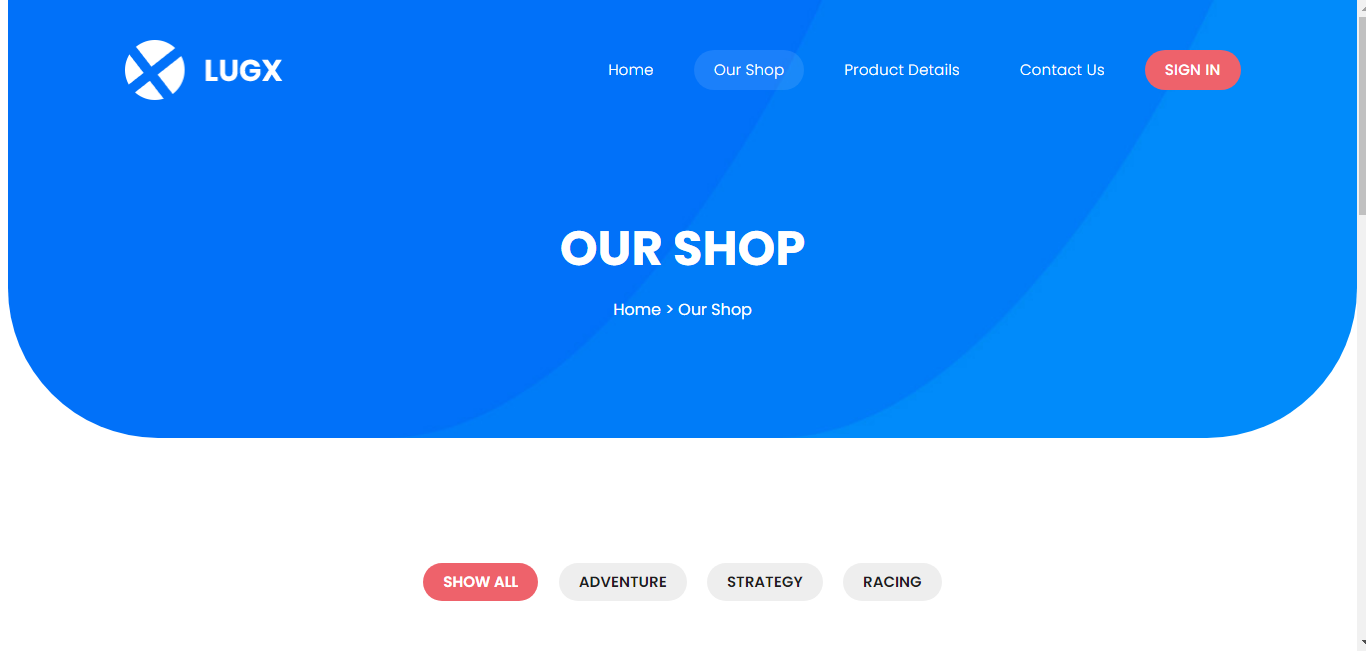 LUGX
Home Our Shop Product Details Contact Us SIGN IN
OUR SHOP
Home > Our Shop
SHOW ALL ADVENTURE STRATEGY RACING